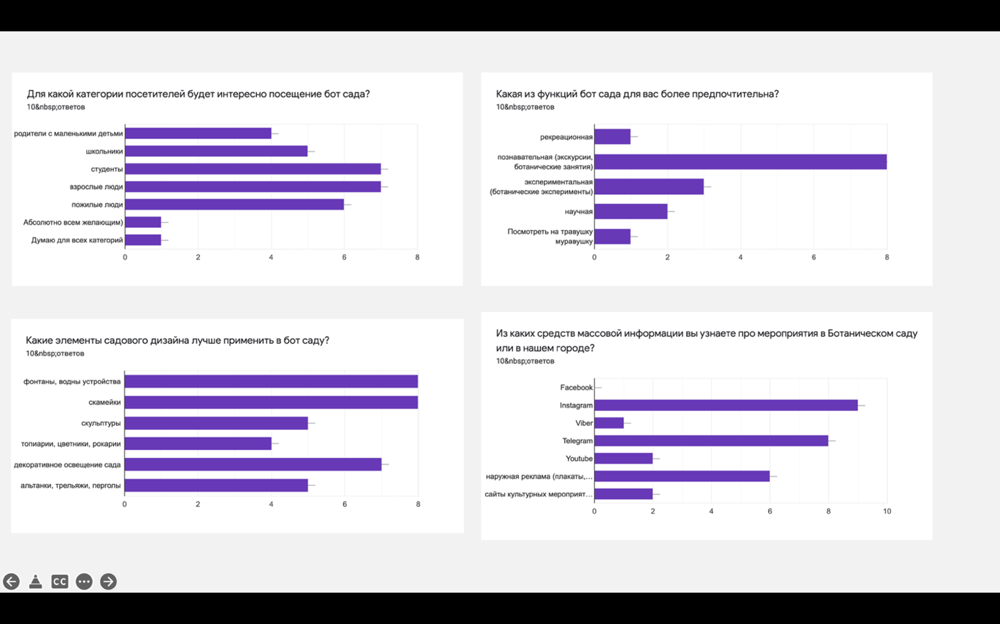 Для какой категории посетителей будет интересно посещение бот сада?
10&nbsp;ответов
родители с маленькими детьми
школьники
студенты
взрослые люди
пожилые люди
Абсолютно всем желающим)
Думаю для всех категорий
0 2 4 6 8
Какая из функций бот сада для вас более предпочтительна?
10&nbsp;ответов
рекреационная
познавательная (экскурсии,
ботанические занятия)
экспериментальная
(ботанические эксперименты)
научная
Посмотреть на травушку
муравушку
0 2 4 6 8
Какие элементы садового дизайна лучше применить в бот саду?
10&nbsp;ответов
фонтаны, водны устройства
скамейки
скульптуры
топиарии, цветники, рокарии
декоративное освещение сада
альтанки, трельяжи, перголы
0 2 4 6 8
Из каких средств массовой информации вы узнаете про мероприятия в Ботаническом саду
или в нашем городе?
10&nbsp;ответов
Facebook
Instagram
Viber
Telegram
Youtube
наружная реклама (плакаты,...
сайты культурных мероприят...
0 2 4 6 8 10
CC